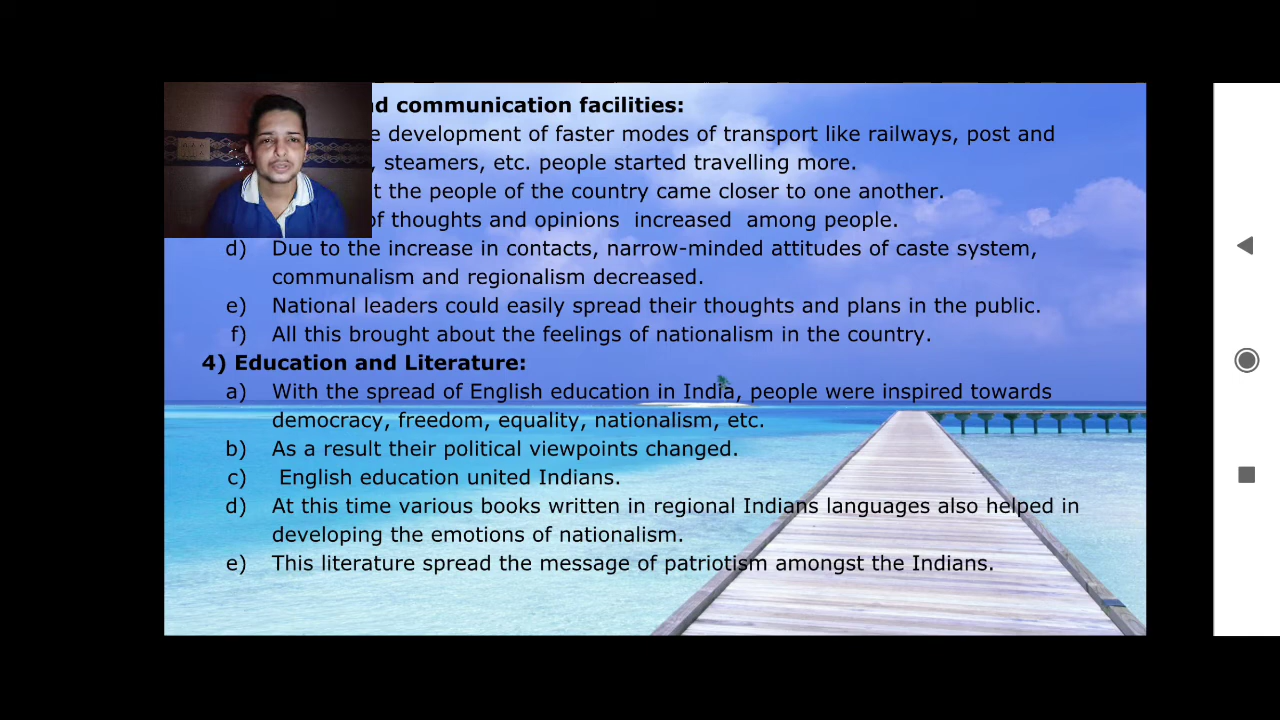 communication facilities:
development of faster modes of transport like railways, post and
steamers, etc. people started travelling more.
the people of the country came closer to one another.
of thoughts and opinions increased among people.
d) Due to the increase in contacts, narrow-minded attitudes of caste system,
communalism and regionalism decreased.
e) National leaders could easily spread their thoughts and plans in the public.
f) All this brought about the feelings of nationalism in the country.
4) Education and Literature:
a) With the spread of English education in India, people were inspired towards
democracy, freedom, equality, nationalism, etc.
b) As a result their political viewpoints changed.
c) English education united Indians.
d) At this time various books written in regional Indians languages also helped in
developing the emotions of nationalism.
e) This literature spread the message of patriotism amongst the Indians.